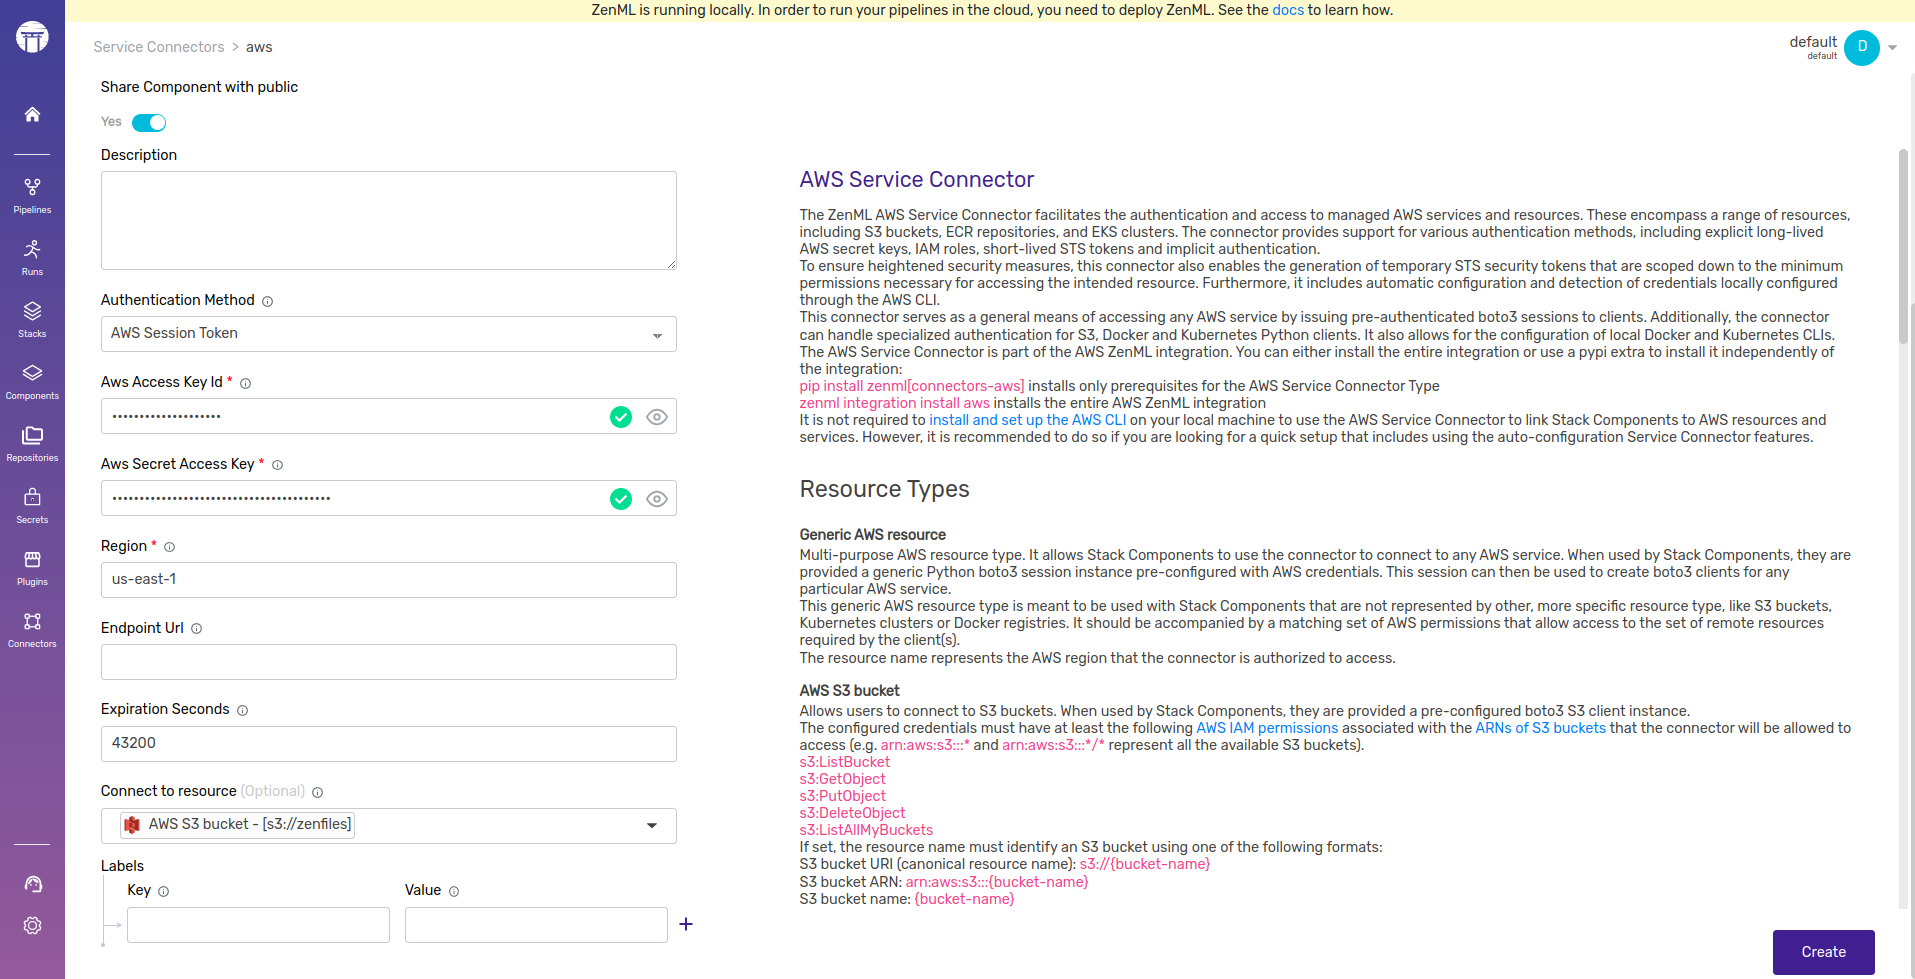 ZenML is running locally. In order to run your pipelines in the cloud, you need to deploy ZenML. See the docs to learn how.
Service Connectors > aws
default
default
D
Pipelines
Runs
Stacks
Components
Repositories
Secrets
Plugins
Connectors
Share Component with public
Yes
Description
Authentication Method
AWS Session Token
Aws Access Key Id *
••••••••••••••••••••
Aws Secret Access Key *
••••••••••••••••••••••••••••••••••••••••
Region *
us-east-1
Endpoint Url
Expiration Seconds
43200
Connect to resource (Optional)
AWS S3 bucket - [s3://zenfiles]
Labels
Key
Value
+
AWS Service Connector
The ZenML AWS Service Connector facilitates the authentication and access to managed AWS services and resources. These encompass a range of resources,
including S3 buckets, ECR repositories, and EKS clusters. The connector provides support for various authentication methods, including explicit long-lived
AWS secret keys, IAM roles, short-lived STS tokens and implicit authentication.
To ensure heightened security measures, this connector also enables the generation of temporary STS security tokens that are scoped down to the minimum
permissions necessary for accessing the intended resource. Furthermore, it includes automatic configuration and detection of credentials locally configured
through the AWS CLI.
This connector serves as a general means of accessing any AWS service by issuing pre-authenticated boto3 sessions to clients. Additionally, the connector
can handle specialized authentication for S3, Docker and Kubernetes Python clients. It also allows for the configuration of local Docker and Kubernetes CLIs.
The AWS Service Connector is part of the AWS ZenML integration. You can either install the entire integration or use a pypi extra to install it independently of
the integration:
pip install zenml[connectors-aws] installs only prerequisites for the AWS Service Connector Type
zenml integration install aws installs the entire AWS ZenML integration
It is not required to install and set up the AWS CLI on your local machine to use the AWS Service Connector to link Stack Components to AWS resources and
services. However, it is recommended to do so if you are looking for a quick setup that includes using the auto-configuration Service Connector features.
Resource Types
Generic AWS resource
Multi-purpose AWS resource type. It allows Stack Components to use the connector to connect to any AWS service. When used by Stack Components, they are
provided a generic Python boto3 session instance pre-configured with AWS credentials. This session can then be used to create boto3 clients for any
particular AWS service.
This generic AWS resource type is meant to be used with Stack Components that are not represented by other, more specific resource type, like S3 buckets,
Kubernetes clusters or Docker registries. It should be accompanied by a matching set of AWS permissions that allow access to the set of remote resources
required by the client(s).
The resource name represents the AWS region that the connector is authorized to access.
AWS S3 bucket
Allows users to connect to S3 buckets. When used by Stack Components, they are provided a pre-configured boto3 S3 client instance.
The configured credentials must have at least the following AWS IAM permissions associated with the ARNs of S3 buckets that the connector will be allowed to
access (e.g. arn:aws:s3:::* and arn:aws:s3:::*/* represent all the available S3 buckets).
s3:ListBucket
s3:GetObject
s3:PutObject
s3:DeleteObject
s3:ListAllMyBuckets
If set, the resource name must identify an S3 bucket using one of the following formats:
S3 bucket URI (canonical resource name): s3://{bucket-name}
S3 bucket ARN: arn:aws:s3:::{bucket-name}
S3 bucket name: {bucket-name}
Create